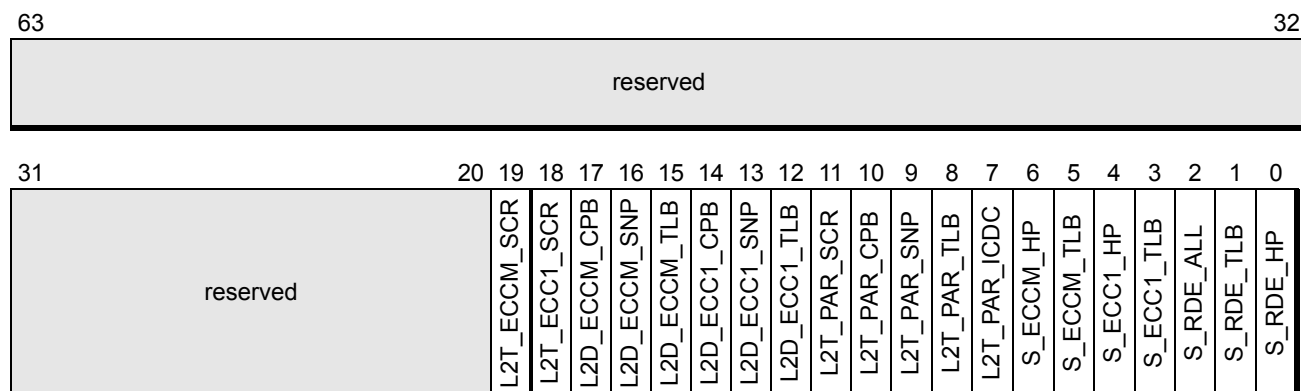 63 32
reserved
31 20 19 18 17 16 15 14 13 12 11 10 9 8 7 6 5 4 3 2 1 0
reserved
L2T_ECCM_SCR
L2T_ECC1_SCR
L2D_ECCM_CPB
L2D_ECCM_SNP
L2D_ECCM_TLB
L2D_ECC1_CPB
L2D_ECC1_SNP
L2D_ECC1_TLB
L2T_PAR_SCR
L2T_PAR_CPB
L2T_PAR_SNP
L2T_PAR_TLB
L2T_PAR_ICDC
S_ECCM_HP
S_ECCM_TLB
S_ECC1_HP
S_ECC1_TLB
S_RDE_ALL
S_RDE_TLB
S_RDE_HP